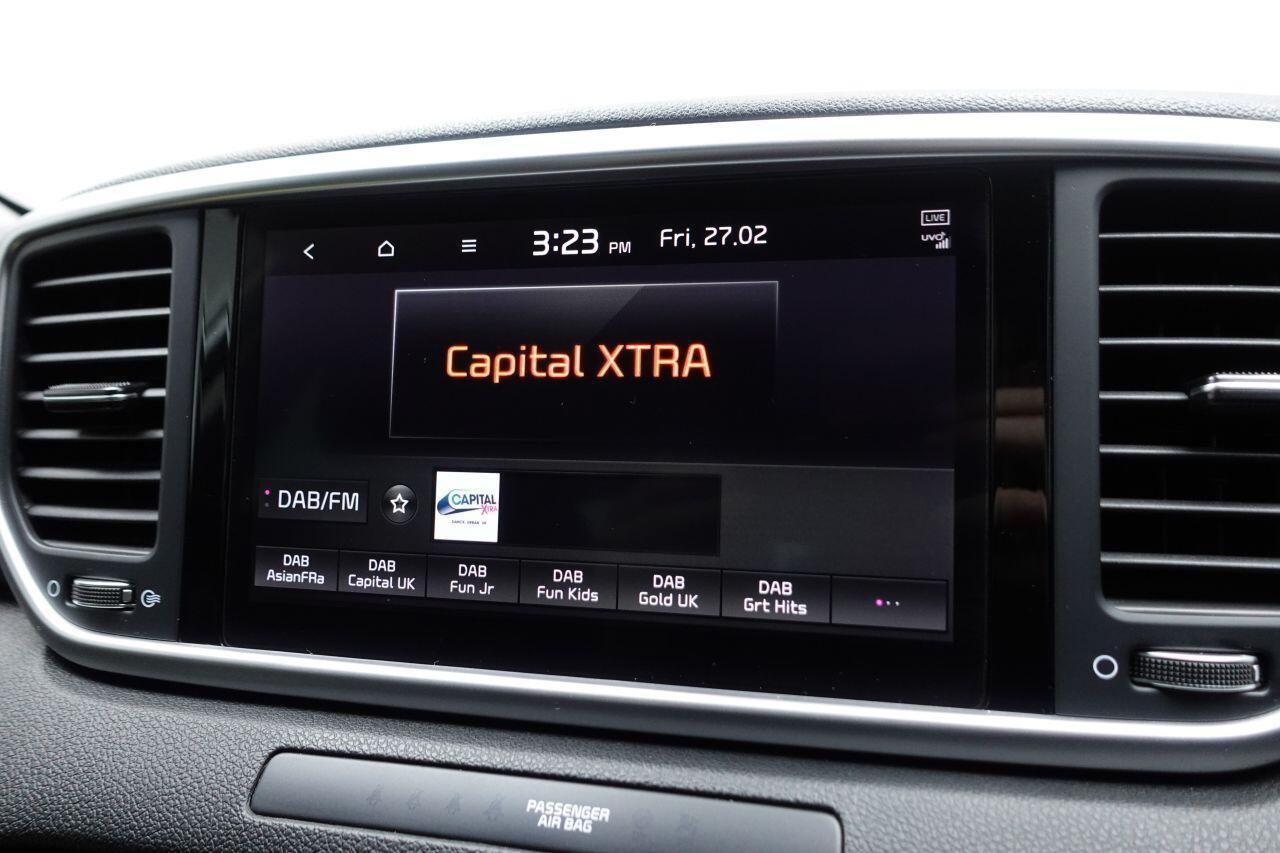 3:23 PM Fri, 27.02
LIVE
UVO
Capital XTRA
DAB/FM
CAPITAL
XTRA
DAB
AsianFRa
DAB
Capital UK
DAB
Fun Jr
DAB
Fun Kids
DAB
Gold UK
DAB
Grt Hits
PASSENGER
AIR BAG